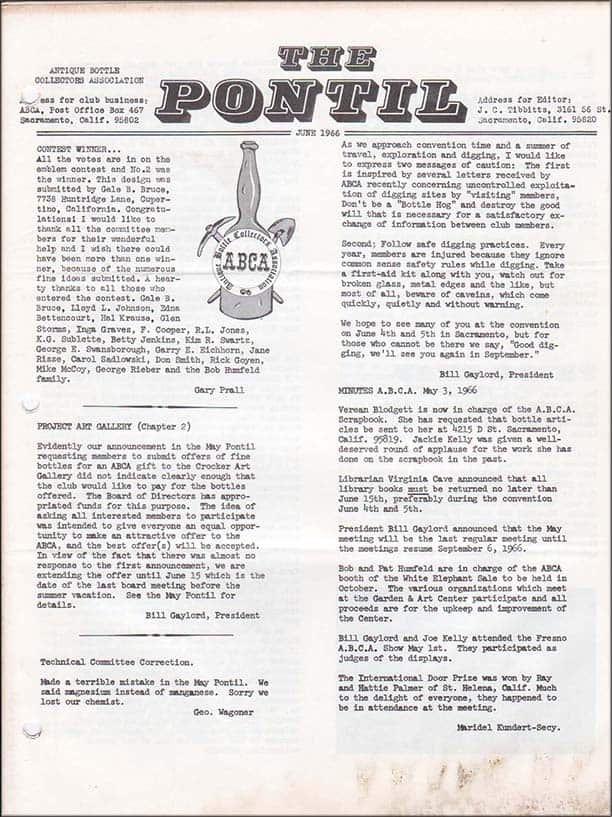 THE
PONTIL
ANTIQUE BOTTLE
COLLECTORS ASSOCIATION
ess for club business:
ABCA, Post Office Box 467
Sacramento, Calif. 95802
Address for Editor:
J. C. Tibbitts, 3161 56 St.
Sacramento, Calif. 95820
JUNE 1966
CONTEST WINNER...
All the votes are in on the
emblem contest and No.2 was
the winner. This design was
submitted by Gale B. Bruce,
7738 Huntridge Lane, Cuper-
tino, California. Congratu-
lations! I would like to
thank all the committee mem-
bers for their wonderful
help and I wish there could
have been more than one win-
ner, because of the numerous
fine ideas submitted. A hear-
ty thanks to all those who
entered the contest. Gale B.
Bruce, Lloyd L. Johnson, Edna
Bettencourt, Hal Krause, Glen
Storms, Inga Graves, F. Cooper, R.L. Jones,
K.G. Sublette, Betty Jenkins, Kim R. Swartz,
George E. Swansborough, Garry E. Eichhorn, Jane
Risse, Carol Sadlowski, Don Smith, Rick Goyen,
Mike McCoy, George Rieber and the Bob Humfeld
family.
Gary Prall
Antique Bottle Collectors Association
ABCA
PROJECT ART GALLERY (Chapter 2)
Evidently our announcement in the May Pontil
requesting members to submit offers of fine
bottles for an ABCA gift to the Crocker Art
Gallery did not indicate clearly enough that
the club would like to pay for the bottles
offered. The Board of Directors has appro-
priated funds for this purpose. The idea of
asking all interested members to participate
was intended to give everyone an equal oppor-
tunity to make an attractive offer to the
ABCA, and the best offer(s) will be accepted.
In view of the fact that there was almost no
response to the first announcement, we are
extending the offer until June 15 which is the
date of the last board meeting before the
summer vacation. See the May Pontil for
details.
Bill Gaylord, President
Technical Committee Correction.
Made a terrible mistake in the May Pontil. We
said magnesium instead of manganese. Sorry we
lost our chemist.
Geo. Wagoner
As we approach convention time and a summer of
travel, exploration and digging, I would like
to express two messages of caution: The first
is inspired by several letters received by
ABCA recently concerning uncontrolled exploita-
tion of digging sites by "visiting" members,
Don't be a "Bottle Hog" and destroy the good
will that is necessary for a satisfactory ex-
change of information between club members.
Second; Follow safe digging practices. Every
year, members are injured because they ignore
common sense safety rules while digging. Take
a first-aid kit along with you, watch out for
broken glass, metal edges and the like, but
most of all, beware of caveins, which come
quickly, quietly and without warning.
We hope to see many of you at the convention
on June 4th and 5th in Sacramento, but for
those who cannot be there we say, "Good dig-
ging, we'll see you again in September."
Bill Gaylord, President
MINUTES A.B.C.A. May 3, 1966
Verean Blodgett is now in charge of the A.B.C.A.
Scrapbook. She has requested that bottle arti-
cles be sent to her at 4215 D St. Sacramento,
Calif. 95819. Jackie Kelly was given a well-
deserved round of applause for the work she has
done on the scrapbook in the past.
Librarian Virginia Cave announced that all
library books must be returned no later than
June 15th, preferably during the convention
June 4th and 5th.
President Bill Gaylord announced that the May
meeting will be the last regular meeting until
the meetings resume September 6, 1966.
Bob and Pat Humfeld are in charge of the ABCA
booth of the White Elephant Sale to be held in
October. The various organizations which meet
at the Garden & Art Center participate and all
proceeds are for the upkeep and improvement of
the Center.
Bill Gaylord and Joe Kelly attended the Fresno
A.B.C.A. Show May 1st. They participated as
judges of the displays.
The International Door Prize was won by Ray
and Hattie Palmer of St. Helena, Calif. Much
to the delight of everyone, they happened to
be in attendance at the meeting.
Maridel Kundert-Secy.